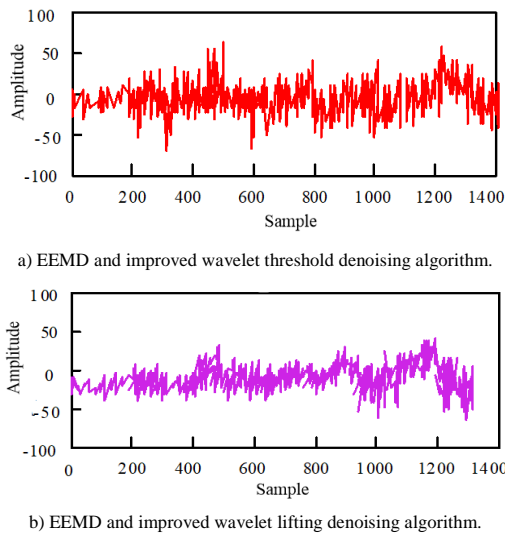 100
50
0
-50
-100
Amplitude
0 200 400 600 800 1000 1200 1400
Sample
a) EEMD and improved wavelet threshold denoising algorithm.
100
50
0
-50
-100
Amplitude
0 200 400 600 800 1000 1200 1400
Sample
b) EEMD and improved wavelet lifting denoising algorithm.